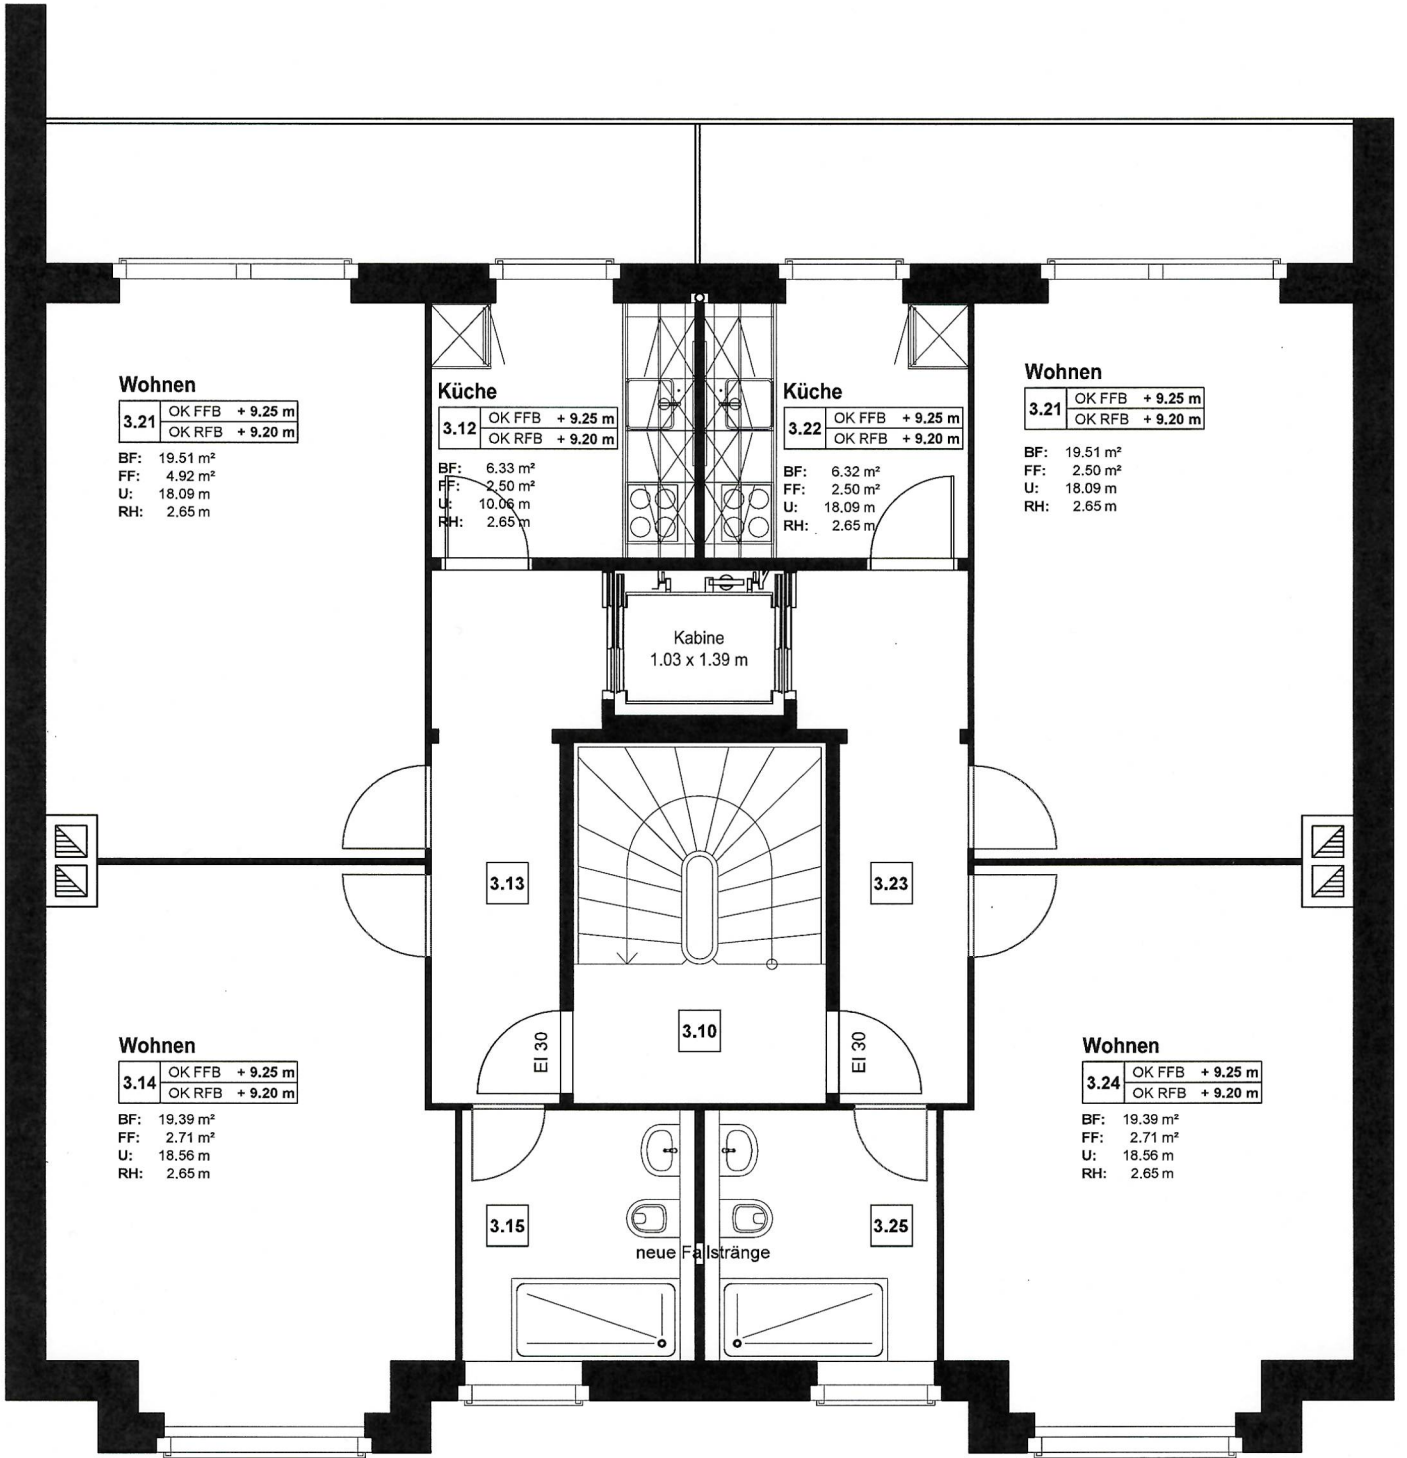 Wohnen
3.21
OK FFB + 9.25 m
OK RFB + 9.20 m
BF: 19.51 m²
FF: 4.92 m²
U: 18.09 m
RH: 2.65 m
Küche
3.12
OK FFB + 9.25 m
OK RFB + 9.20 m
BF: 6.33 m²
FF: 2.50 m²
U: 10.06 m
RH: 2.65 m
Küche
3.22
OK FFB + 9.25 m
OK RFB + 9.20 m
BF: 6.32 m²
FF: 2.50 m²
U: 18.09 m
RH: 2.65 m
Wohnen
3.21
OK FFB + 9.25 m
OK RFB + 9.20 m
BF: 19.51 m²
FF: 2.50 m²
U: 18.09 m
RH: 2.65 m
Kabine
1.03 x 1.39 m
3.13
3.23
3.10
EI 30
EI 30
Wohnen
3.14
OK FFB + 9.25 m
OK RFB + 9.20 m
BF: 19.39 m²
FF: 2.71 m²
U: 18.56 m
RH: 2.65 m
Wohnen
3.24
OK FFB + 9.25 m
OK RFB + 9.20 m
BF: 19.39 m²
FF: 2.71 m²
U: 18.56 m
RH: 2.65 m
3.15
3.25
neue Fallstränge